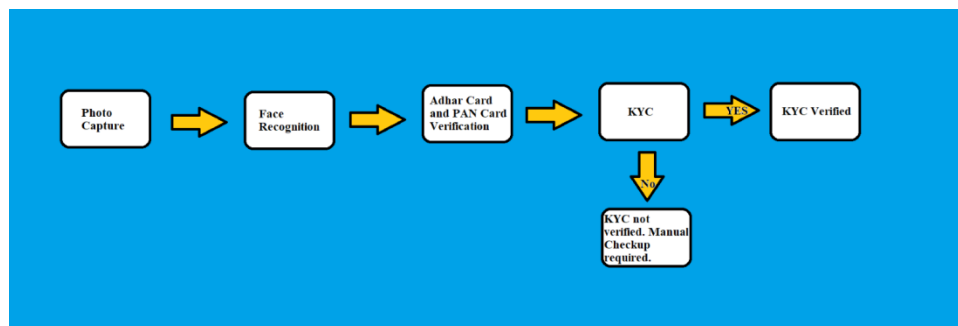 Photo
Capture
Face
Recognition
Adhar Card
and PAN Card
Verification
KYC
YES
KYC Verified
No
KYC not
verified. Manual
Checkup
required.